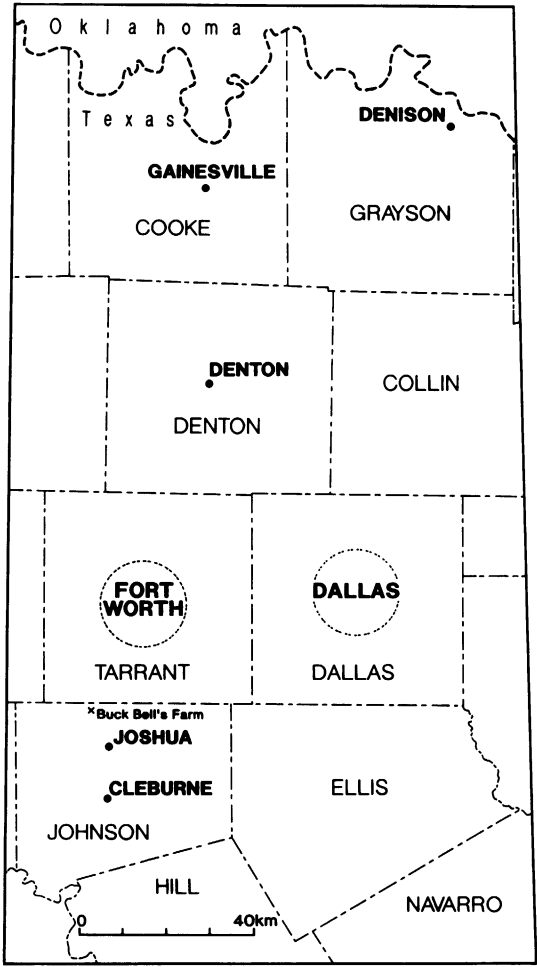 Oklahoma
Texas
DENISON
GAINESVILLE
GRAYSON
COOKE
DENTON
COLLIN
DENTON
FORT
WORTH
DALLAS
TARRANT
DALLAS
×Buck Bell's Farm
JOSHUA
CLEBURNE
ELLIS
JOHNSON
HILL
NAVARRO
0 40km